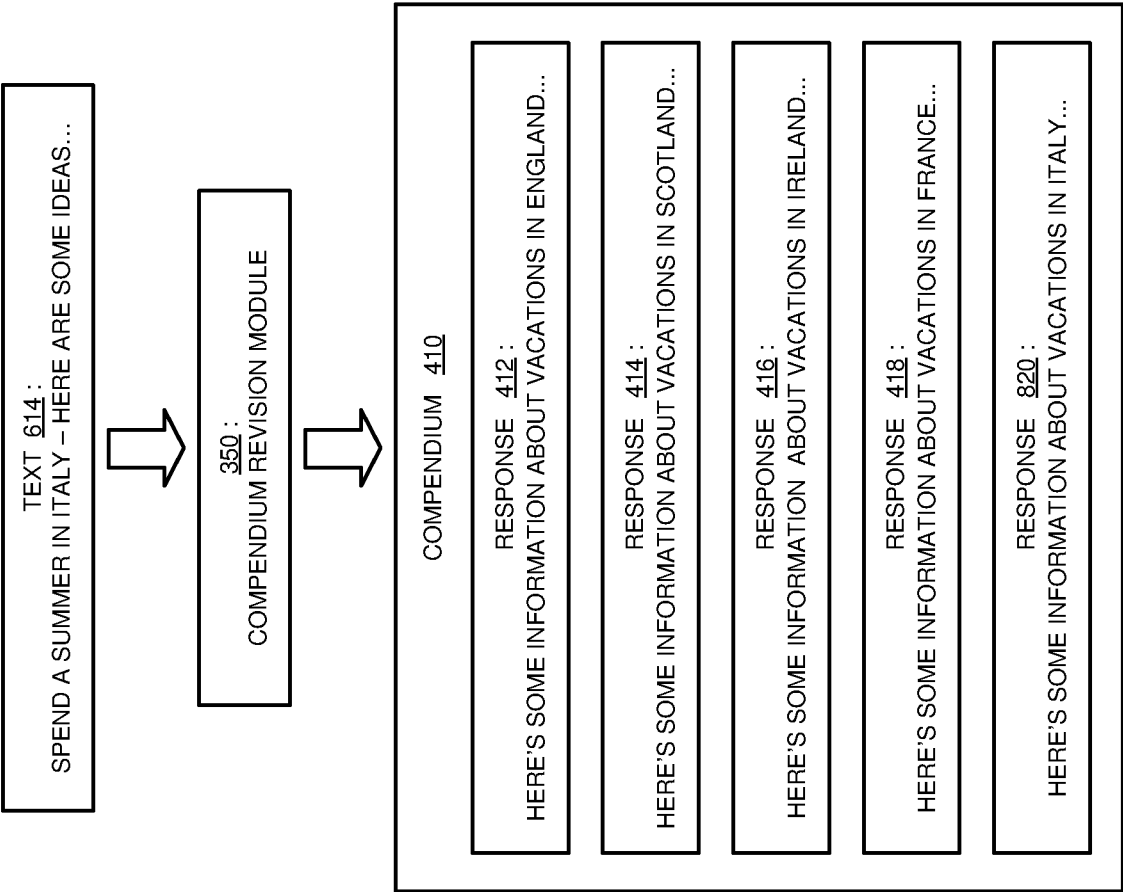 TEXT 614 :
SPEND A SUMMER IN ITALY – HERE ARE SOME IDEAS...
350 :
COMPENDIUM REVISION MODULE
COMPENDIUM 410
RESPONSE 412 :
HERE'S SOME INFORMATION ABOUT VACATIONS IN ENGLAND...
RESPONSE 414 :
HERE'S SOME INFORMATION ABOUT VACATIONS IN SCOTLAND...
RESPONSE 416 :
HERE'S SOME INFORMATION ABOUT VACATIONS IN IRELAND...
RESPONSE 418 :
HERE'S SOME INFORMATION ABOUT VACATIONS IN FRANCE...
RESPONSE 820 :
HERE'S SOME INFORMATION ABOUT VACATIONS IN ITALY...